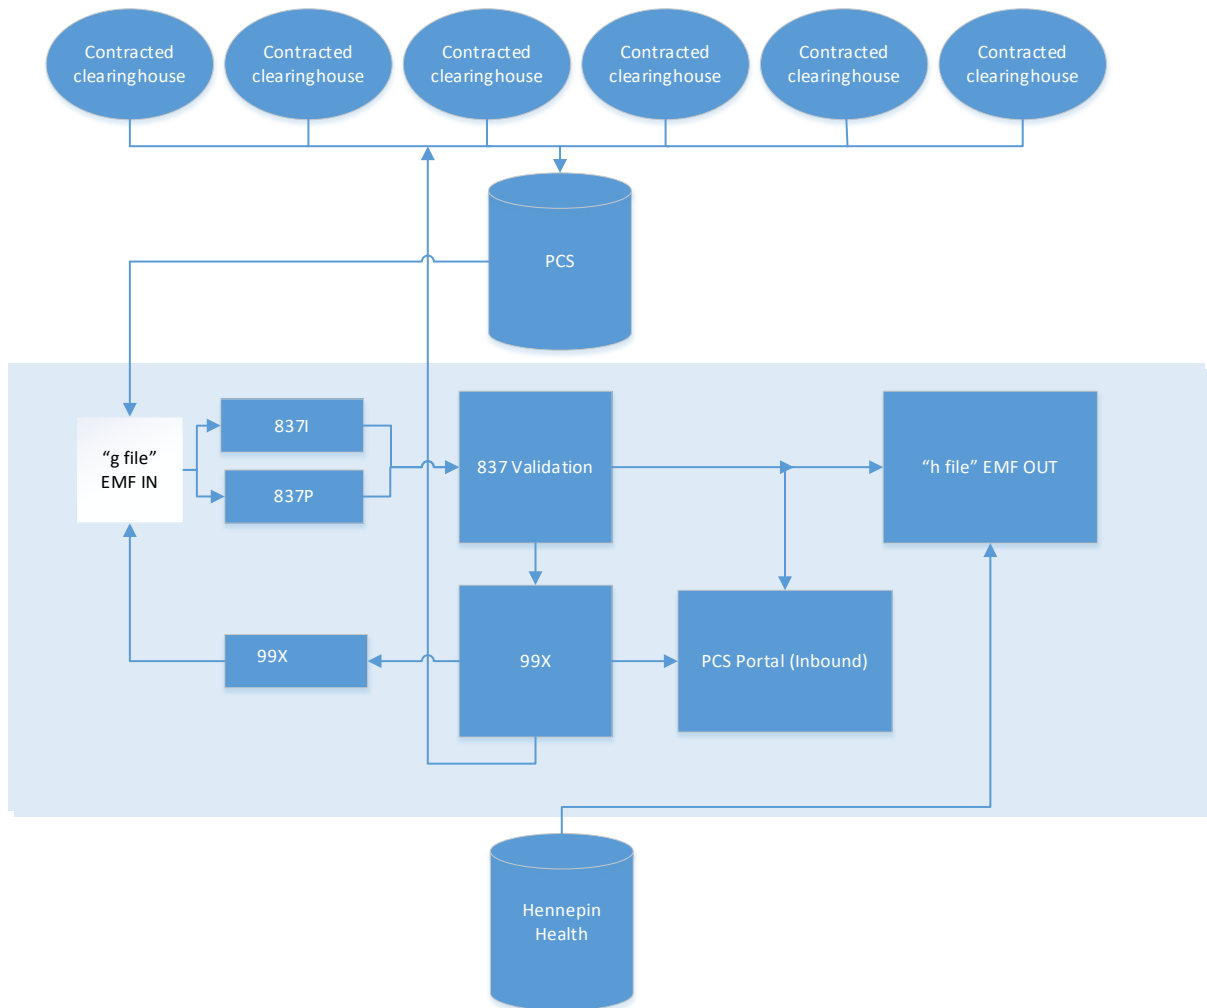 Contracted
clearinghouse
Contracted
clearinghouse
Contracted
clearinghouse
Contracted
clearinghouse
Contracted
clearinghouse
Contracted
clearinghouse
PCS
“g file”
EMF IN
837I
837P
837 Validation
“h file” EMF OUT
99X
99X
PCS Portal (Inbound)
Hennepin
Health